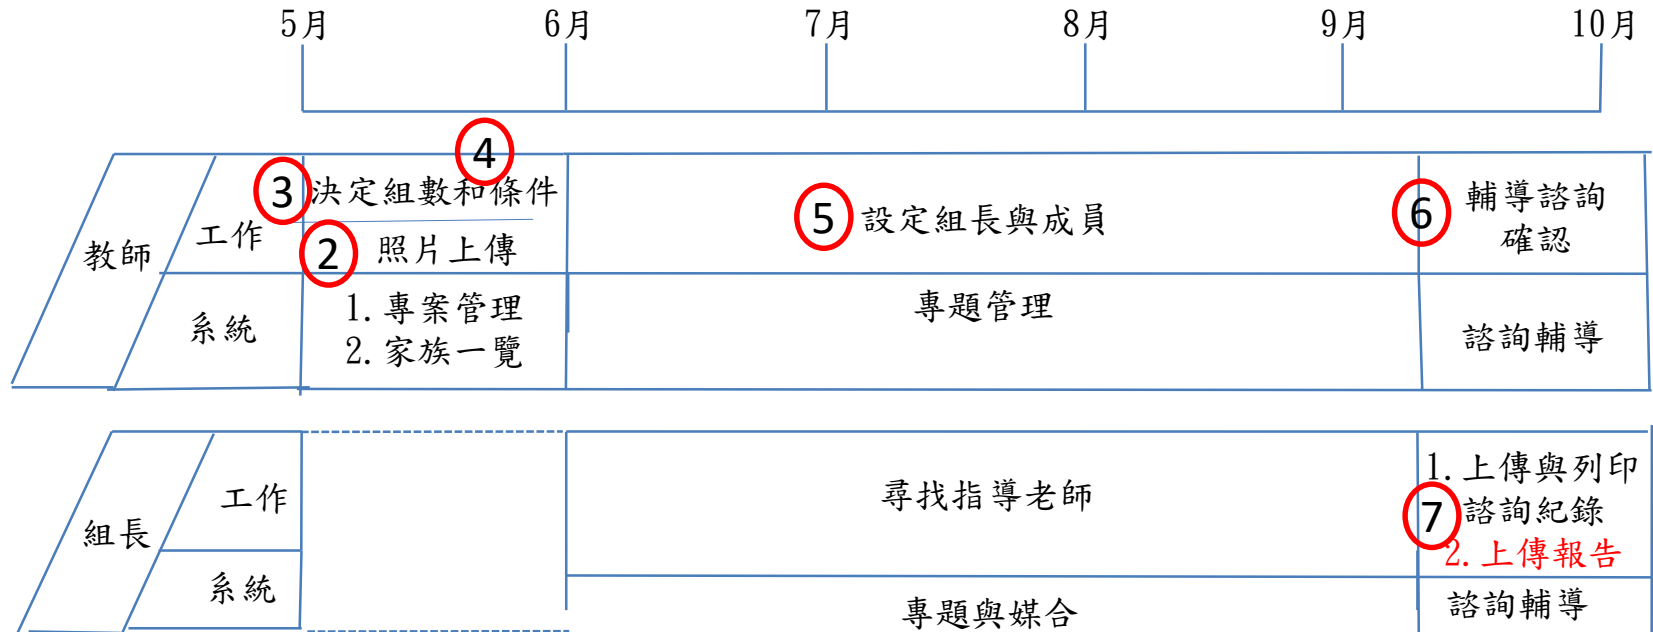 5月 6月 7月 8月 9月 10月
教師
工作
④
③ 決定組數和條件
② 照片上傳
⑤ 設定組長與成員
⑥ 輔導諮詢
確認
系統
1. 專案管理
2. 家族一覽
專題管理
諮詢輔導
組長
工作
尋找指導老師
1. 上傳與列印
⑦ 諮詢紀錄
2. 上傳報告
系統
專題與媒合
諮詢輔導